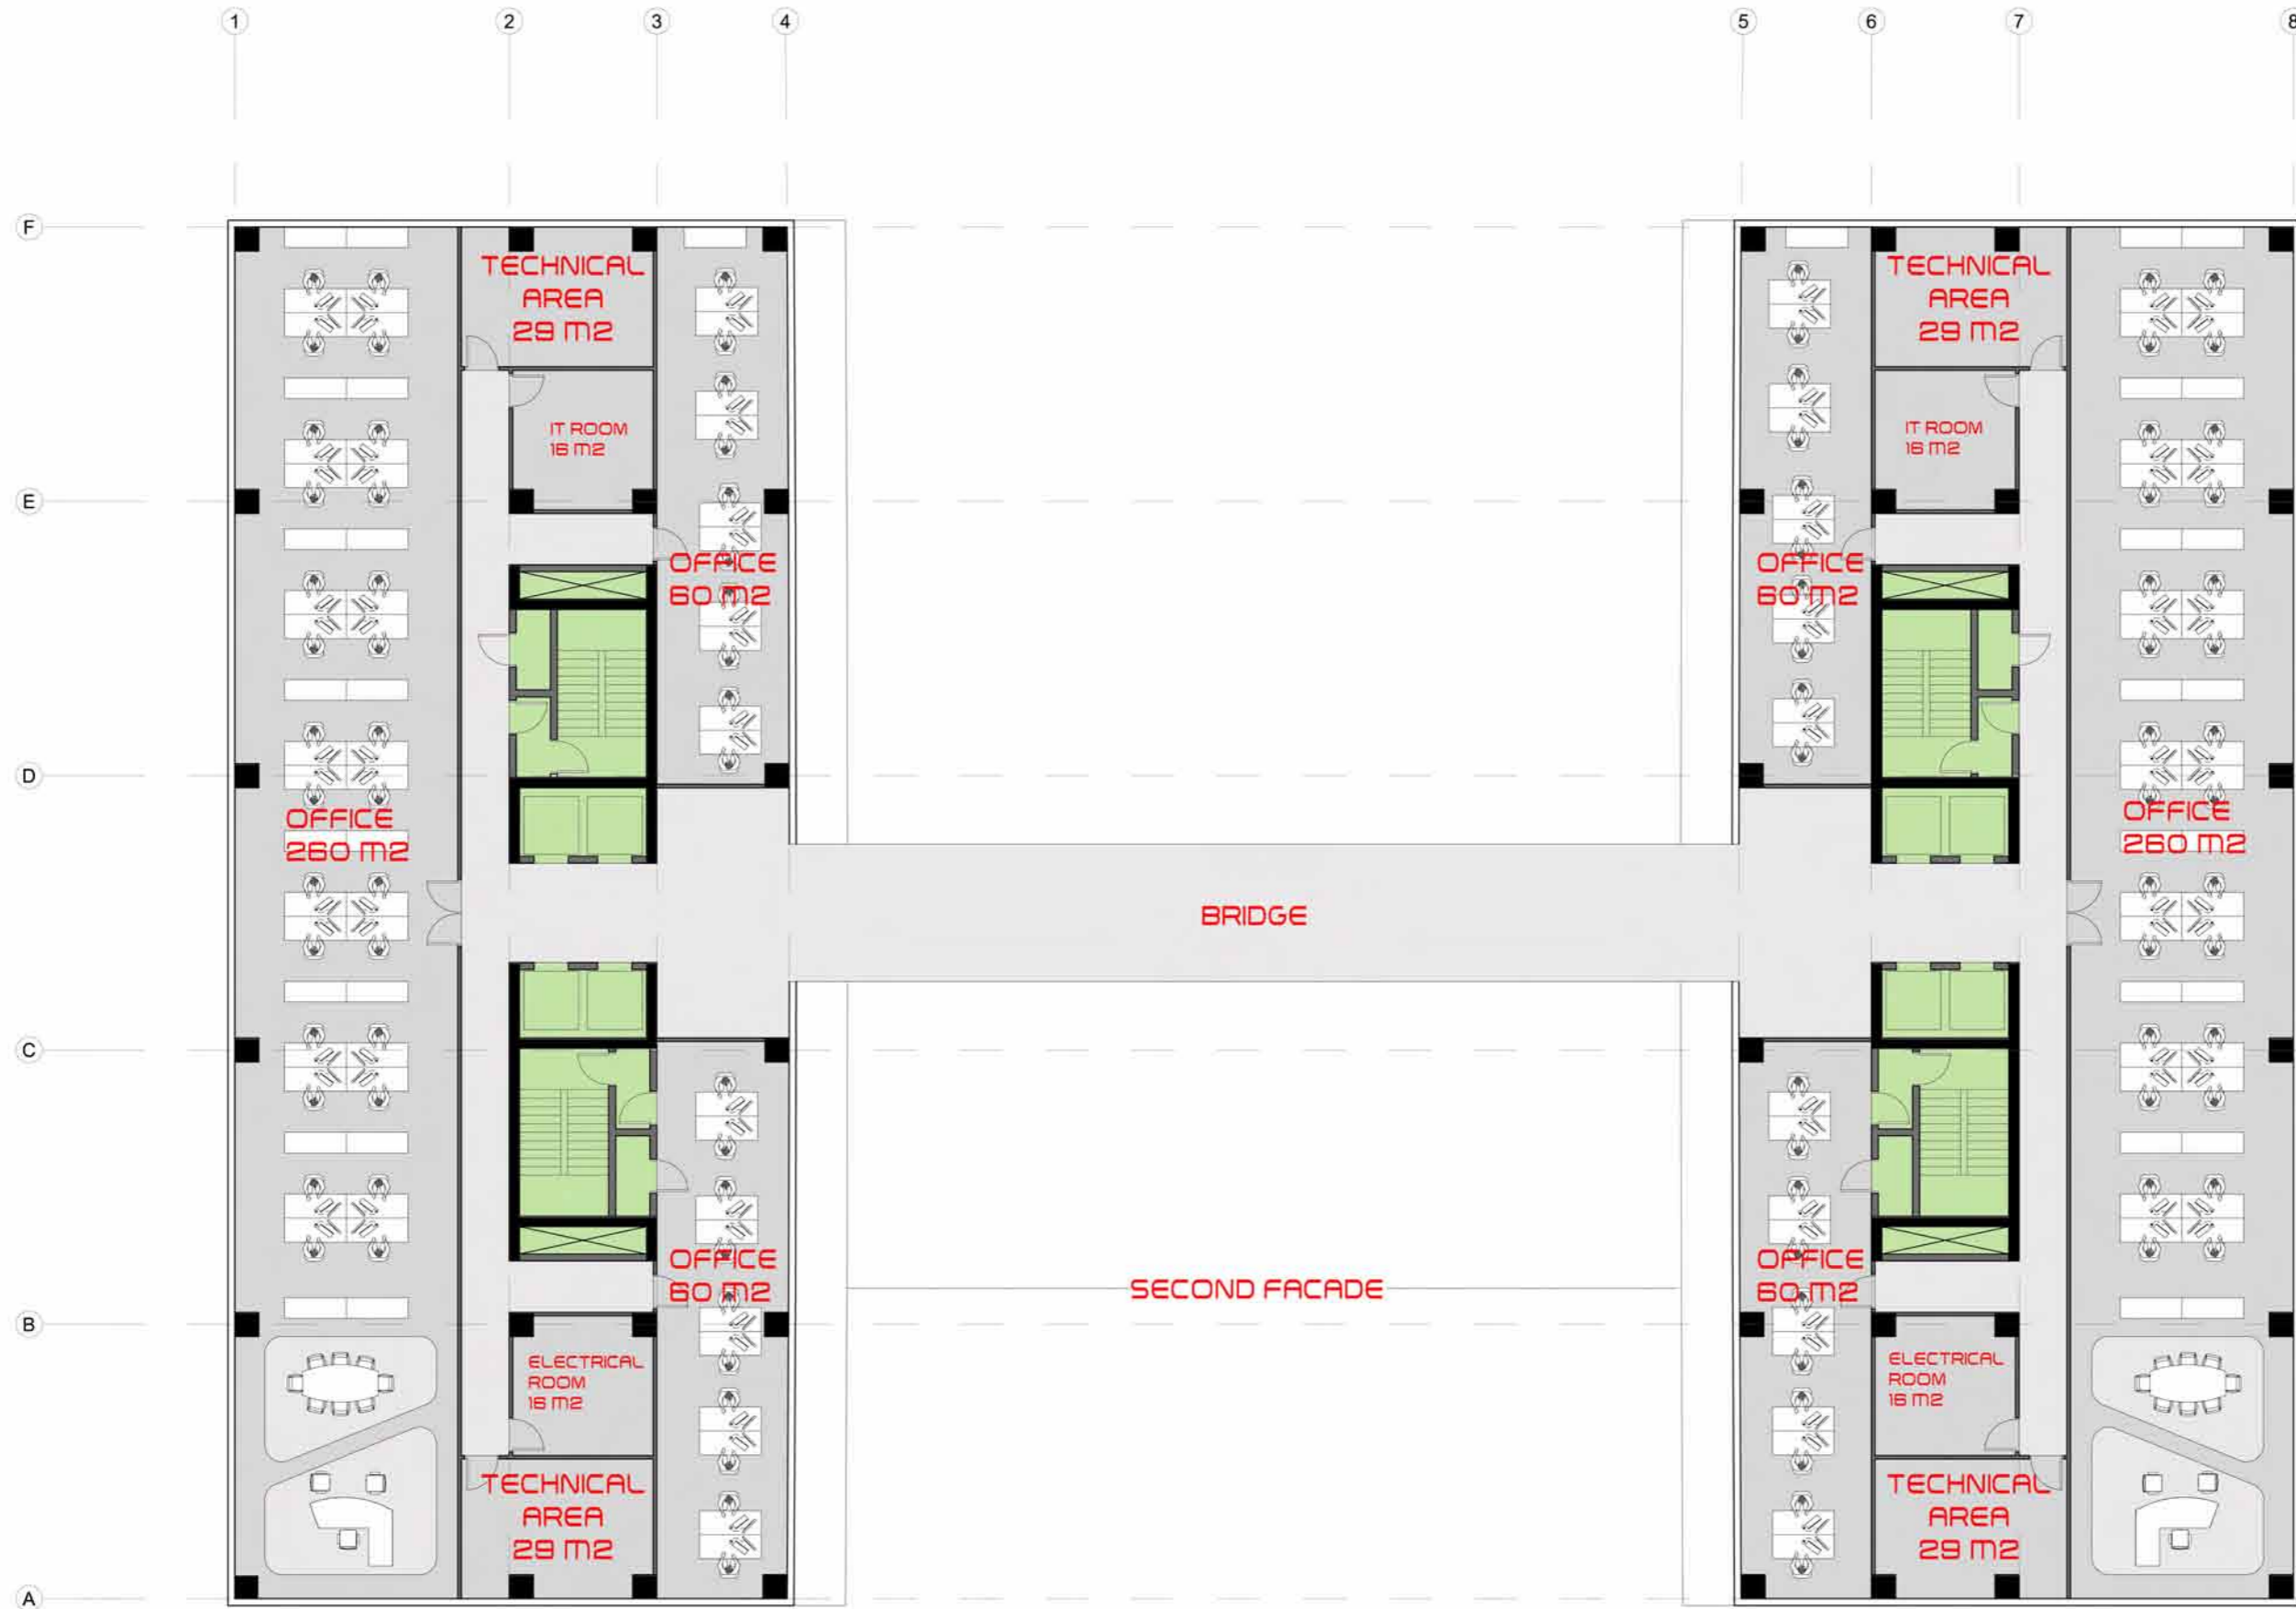 1 2 3 4 5 6 7 8
F
TECHNICAL
AREA
29 m2
TECHNICAL
AREA
29 m2
IT ROOM
16 m2
IT ROOM
16 m2
E
OFFICE
60 m2
OFFICE
60 m2
D
OFFICE
260 m2
OFFICE
260 m2
BRIDGE
C
OFFICE
60 m2
OFFICE
60 m2
SECOND FACADE
B
ELECTRICAL
ROOM
16 m2
ELECTRICAL
ROOM
16 m2
TECHNICAL
AREA
29 m2
TECHNICAL
AREA
29 m2
A